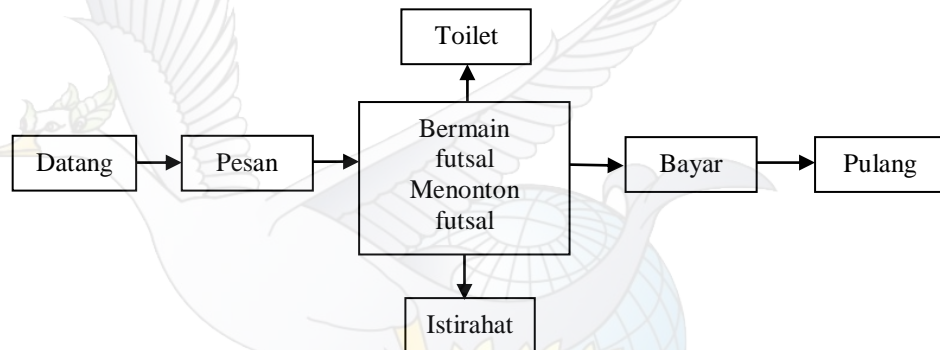 Toilet
Datang
Pesan
Bermain
futsal
Menonton
futsal
Bayar
Pulang
Istirahat